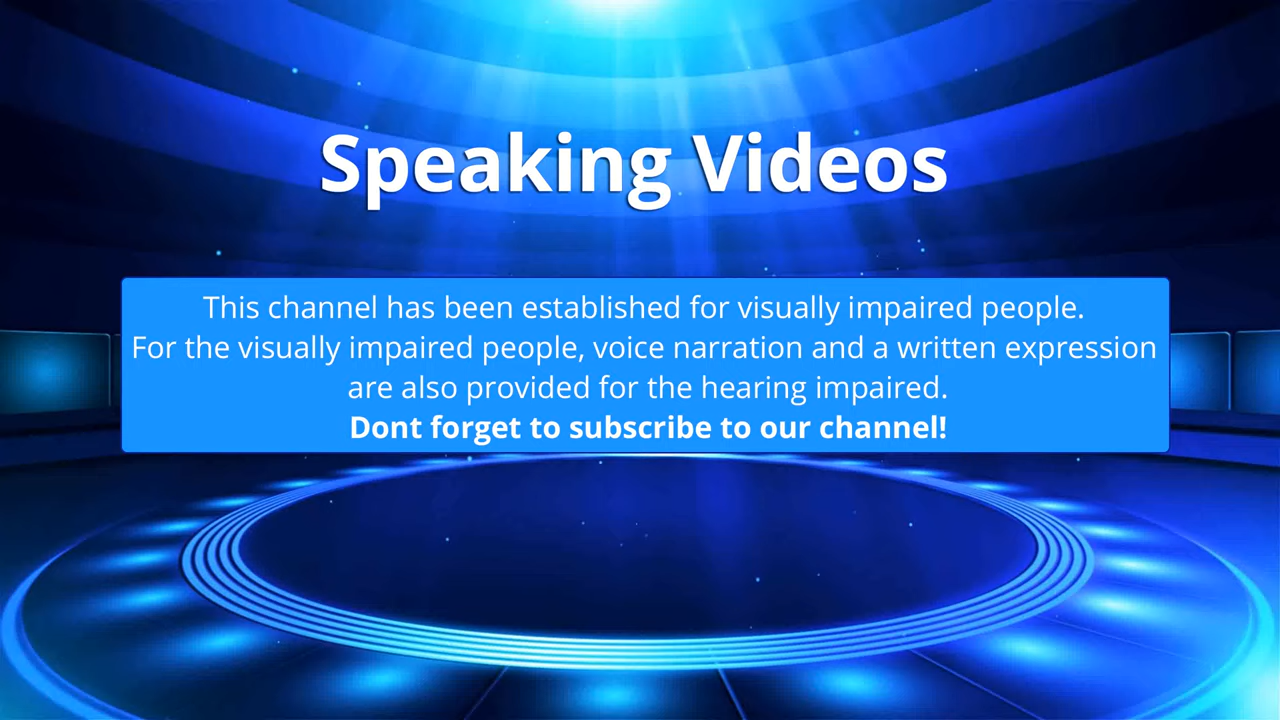 Speaking Videos
This channel has been established for visually impaired people.
For the visually impaired people, voice narration and a written expression
are also provided for the hearing impaired.
Dont forget to subscribe to our channel!